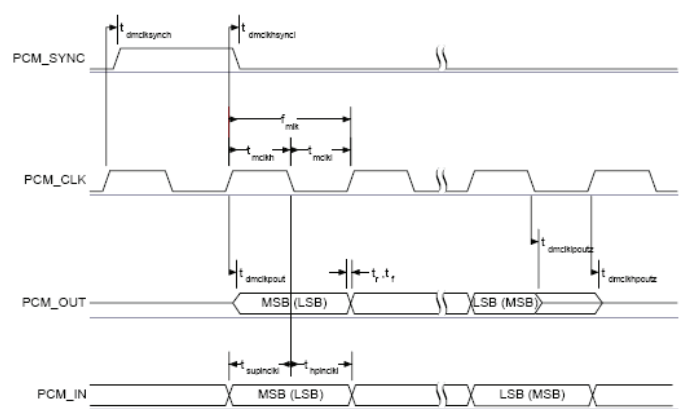 t dmclksynch
t dmclkhsyncl
PCM_SYNC
f mlk
t mclkh
t mclkl
PCM_CLK
t dmclklpoutz
t dmclkpout
t r ,t f
t dmclkhpoutz
PCM_OUT
MSB (LSB)
LSB (MSB)
t supinclkl
t hpinclkl
PCM_IN
MSB (LSB)
LSB (MSB)